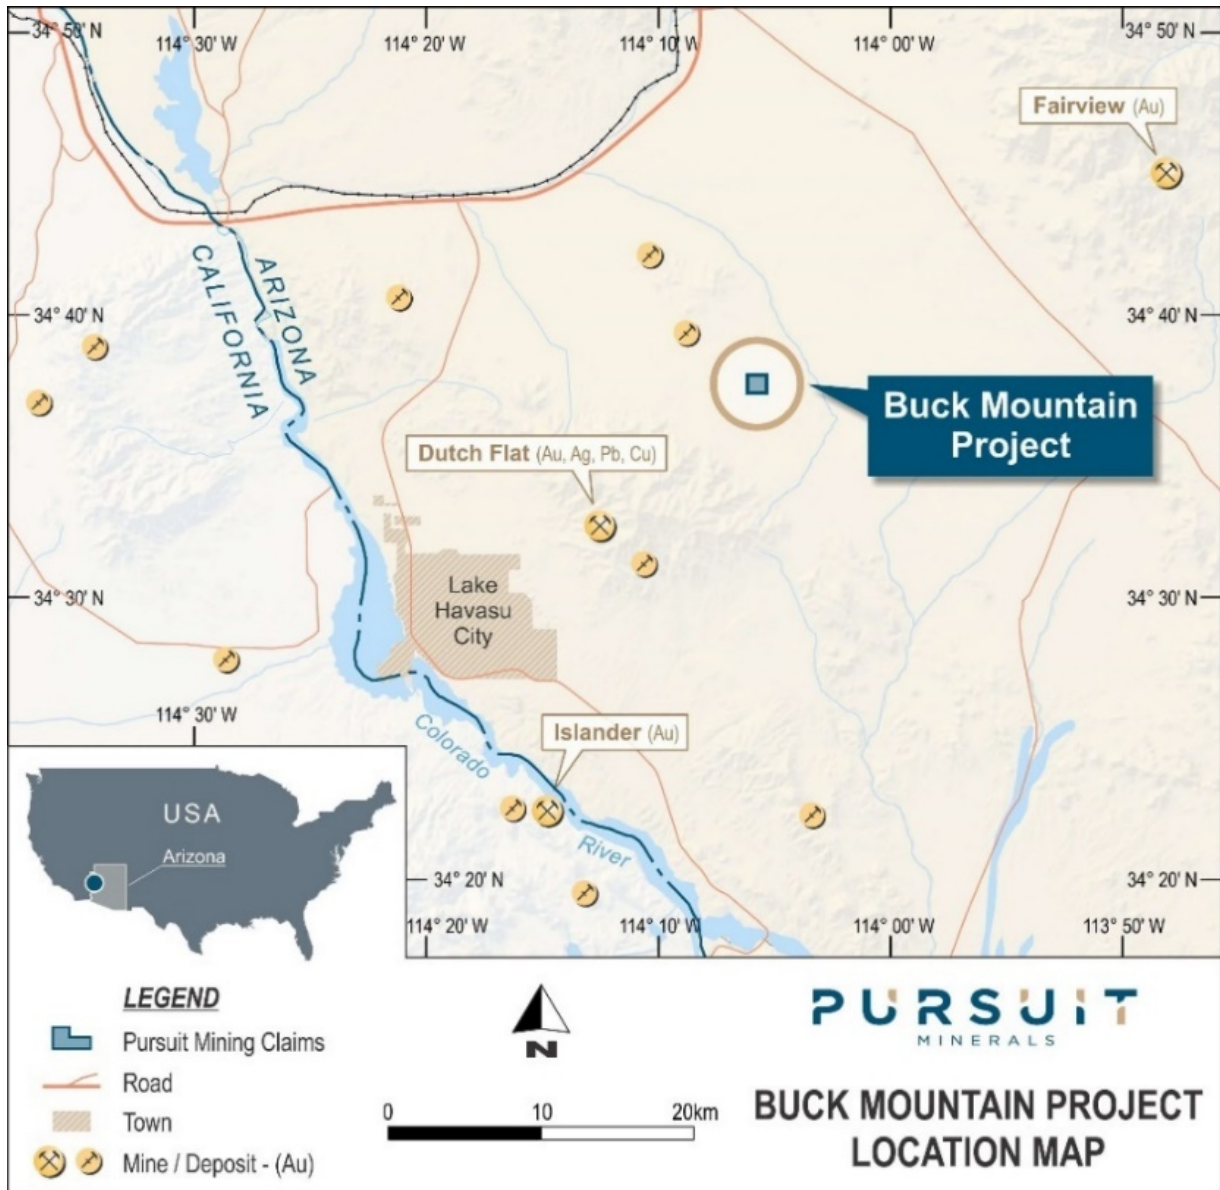 34° 50' N
114° 30' W
114° 20' W
114° 10' W
114° 00' W
34° 50' N
Fairview (Au)
ARIZONA
CALIFORNIA
34° 40' N
34° 40' N
Buck Mountain
Project
Dutch Flat (Au, Ag, Pb, Cu)
Lake
Havasu
City
34° 30' N
34° 30' N
114° 30' W
Colorado
Islander (Au)
River
USA
Arizona
34° 20' N
34° 20' N
114° 20' W
114° 10' W
114° 00' W
113° 50' W
LEGEND
Pursuit Mining Claims
Road
Town
Mine / Deposit - (Au)
N
0 10 20km
PURSUIT
MINERALS
BUCK MOUNTAIN PROJECT
LOCATION MAP